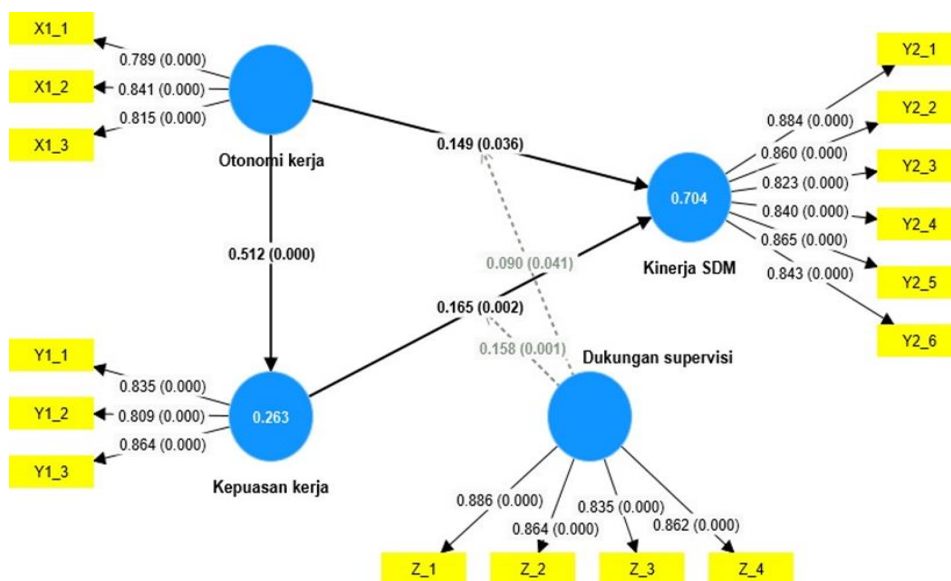 X1_1
X1_2
X1_3
0.789 (0.000)
0.841 (0.000)
0.815 (0.000)
Otonomi kerja
0.149 (0.036)
0.512 (0.000)
0.090 (0.041)
0.165 (0.002)
0.158 (0.001)
Y1_1
Y1_2
Y1_3
0.835 (0.000)
0.809 (0.000)
0.864 (0.000)
0.263
Kepuasan kerja
0.704
Kinerja SDM
0.884 (0.000)
0.860 (0.000)
0.823 (0.000)
0.840 (0.000)
0.865 (0.000)
0.843 (0.000)
Y2_1
Y2_2
Y2_3
Y2_4
Y2_5
Y2_6
Dukungan supervisi
0.886 (0.000)
0.864 (0.000)
0.835 (0.000)
0.862 (0.000)
Z_1
Z_2
Z_3
Z_4